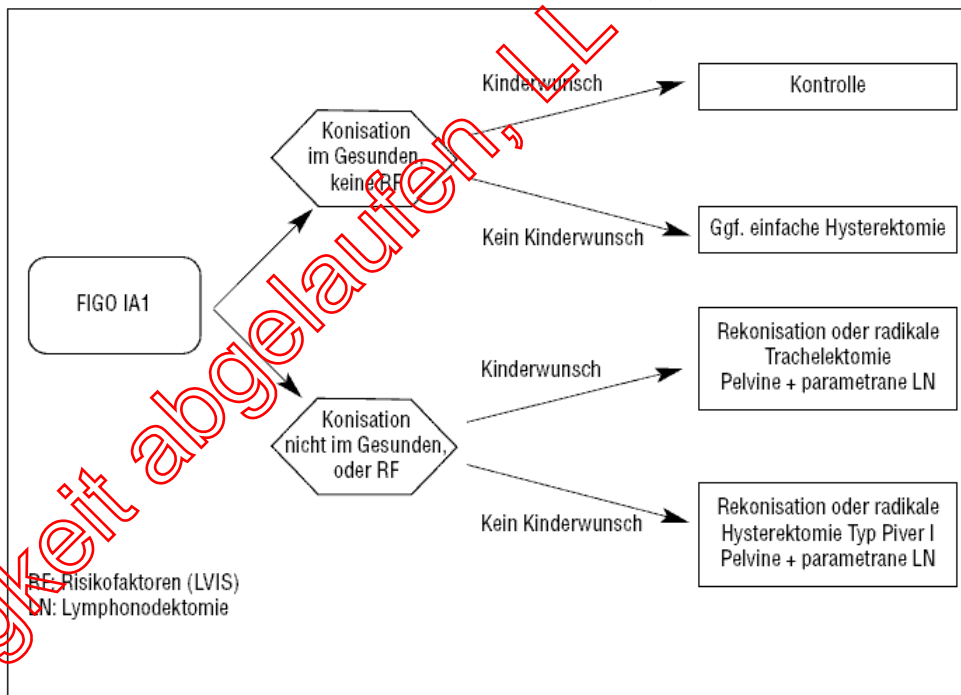 Kinderwunsch
Kontrolle
Konisation
im Gesunden,
keine RF
Kein Kinderwunsch
Ggf. einfache Hysterektomie
FIGO IA1
Kinderwunsch
Rekonisation oder radikale
Trachelektomie
Pelvine + parametrane LN
Konisation
nicht im Gesunden,
oder RF
Kein Kinderwunsch
Rekonisation oder radikale
Hysterektomie Typ Piver I
Pelvine + parametrane LN
RF: Risikofaktoren (LVIS)
LN: Lymphonodektomie
gkeit abgelaufen, LL